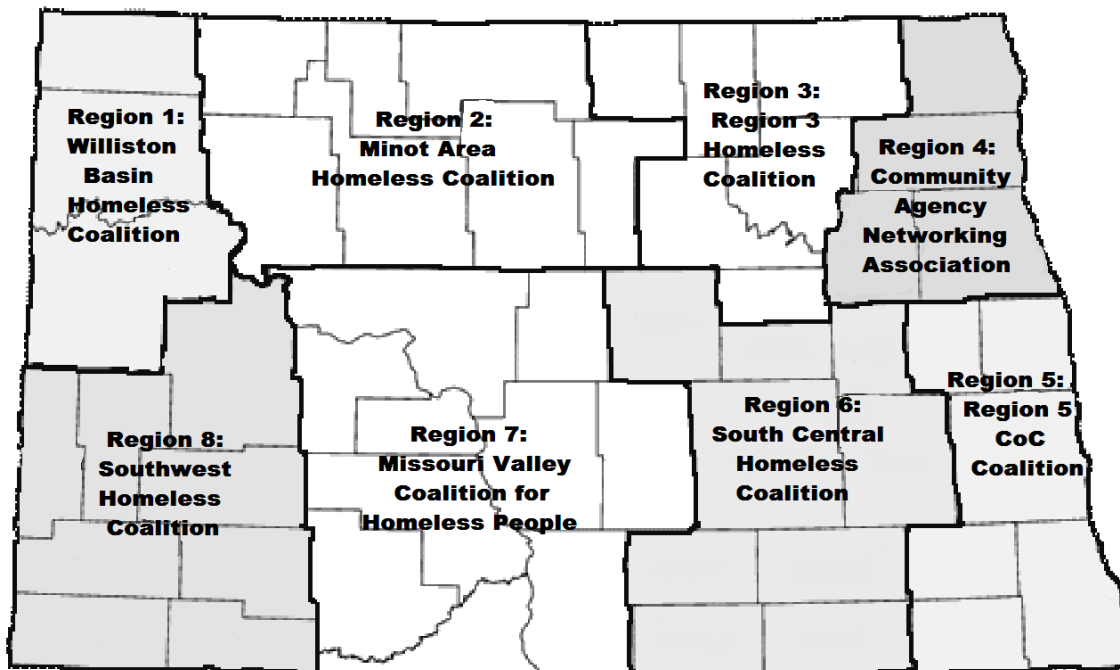 Region 1:
Williston
Basin
Homeless
Coalition
Region 2:
Minot Area
Homeless Coalition
Region 3:
Region 3
Homeless
Coalition
Region 4:
Community
Agency
Networking
Association
Region 8:
Southwest
Homeless
Coalition
Region 7:
Missouri Valley
Coalition for
Homeless People
Region 6:
South Central
Homeless
Coalition
Region 5:
Region 5
CoC
Coalition